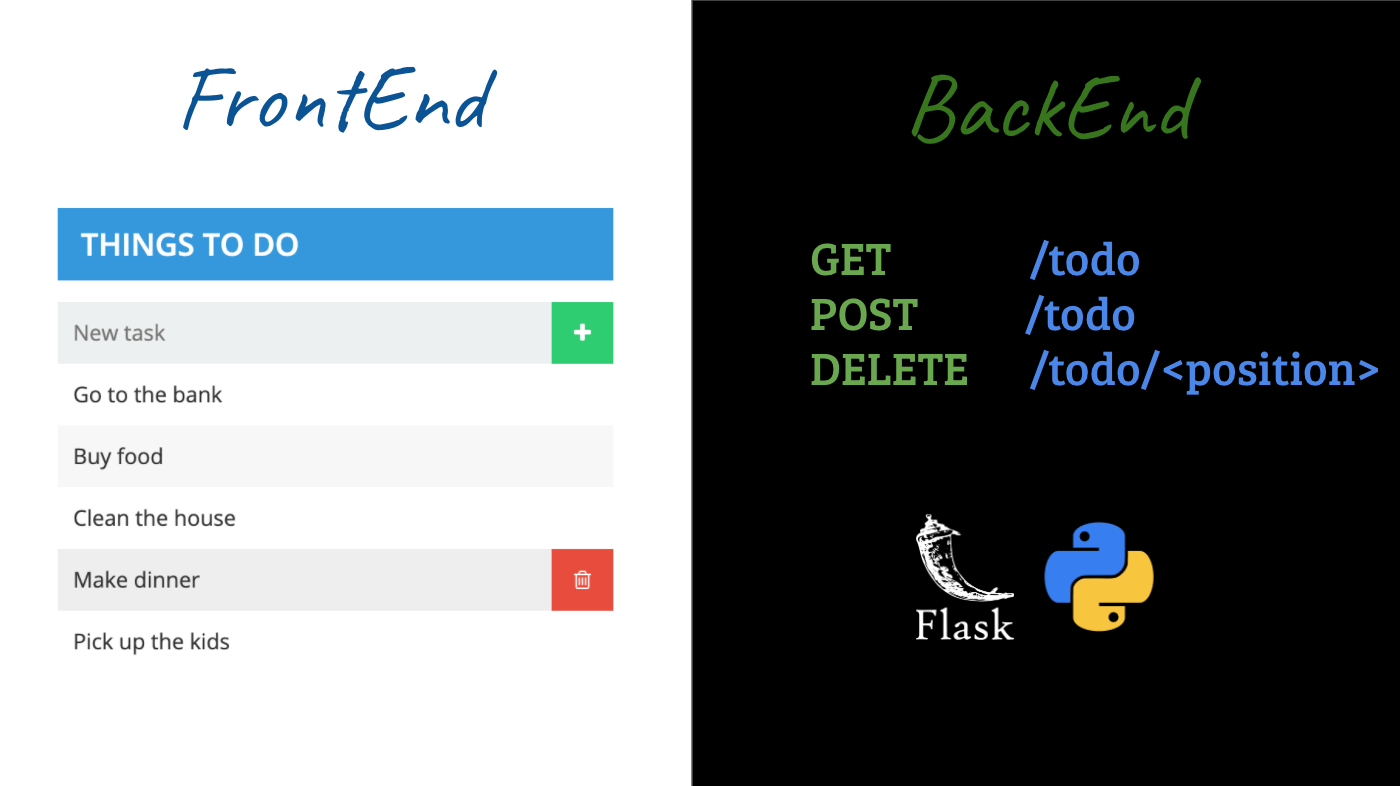 FrontEnd
THINGS TO DO
New task
Go to the bank
Buy food
Clean the house
Make dinner
Pick up the kids
BackEnd
GET /todo
POST /todo
DELETE /todo/<position>
Flask